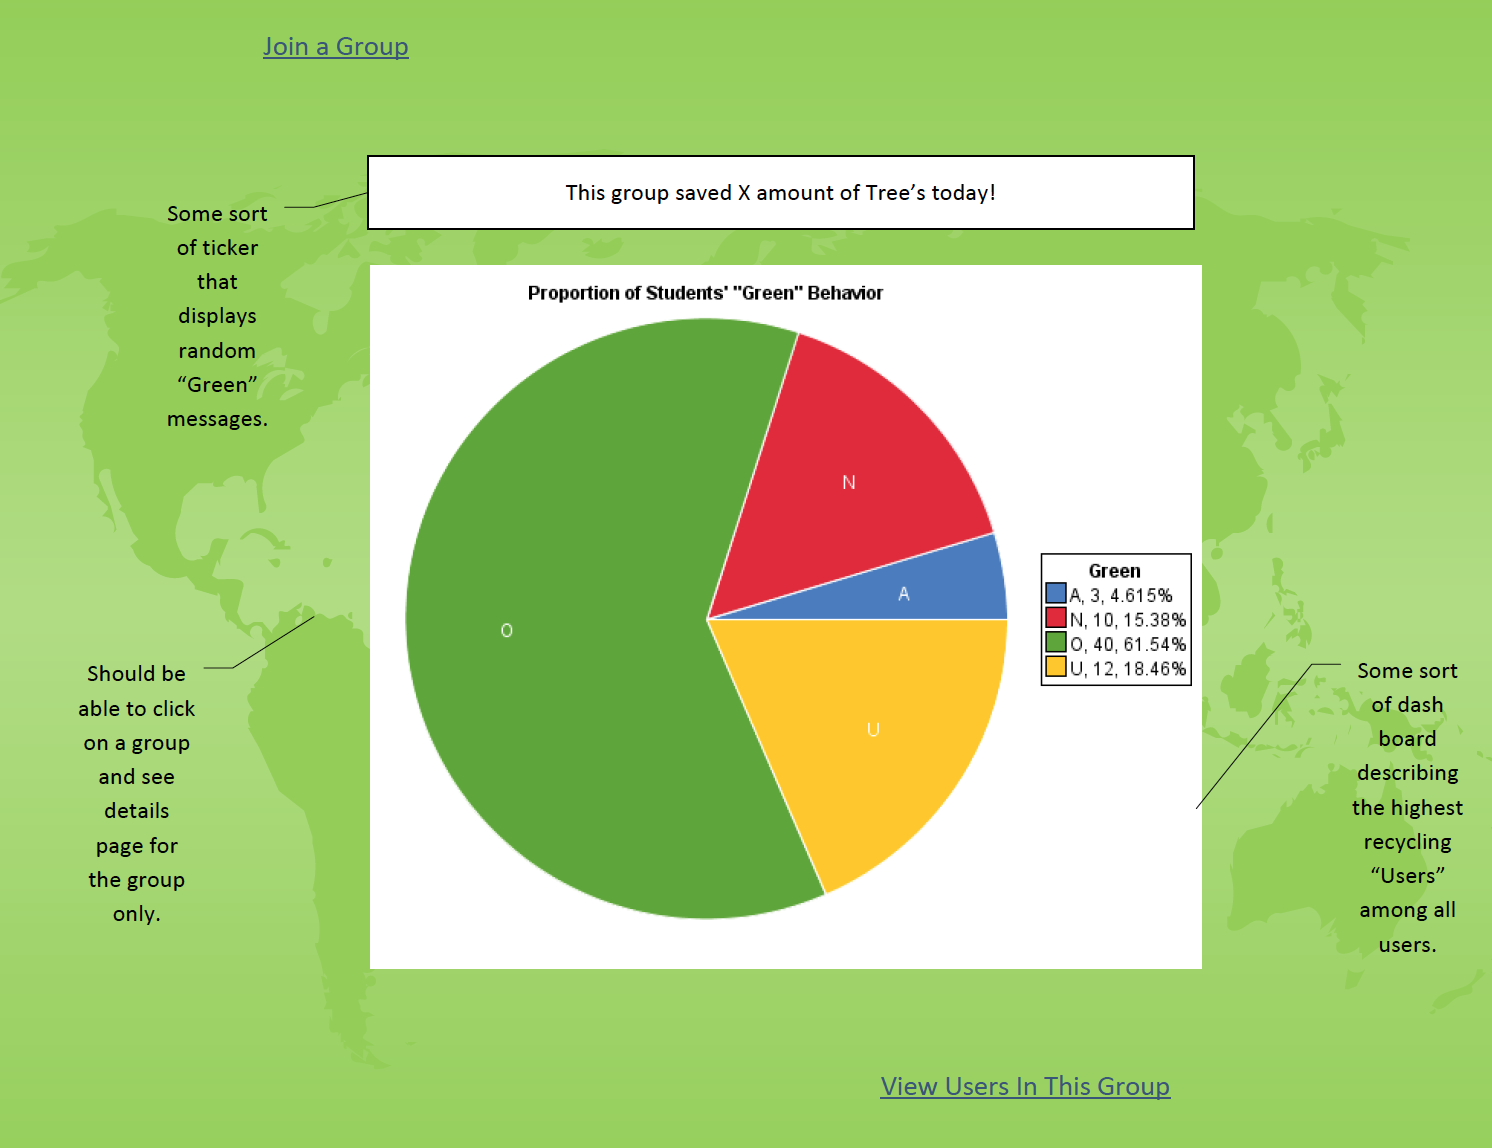 Join a Group
This group saved X amount of Tree’s today!
Some sort
of ticker
that
displays
random
“Green”
messages.
Proportion of Students' "Green" Behavior
N
A
O
U
Green
A, 3, 4.615%
N, 10, 15.38%
O, 40, 61.54%
U, 12, 18.46%
Should be
able to click
on a group
and see
details
page for
the group
only.
Some sort
of dash
board
describing
the highest
recycling
“Users”
among all
users.
View Users In This Group